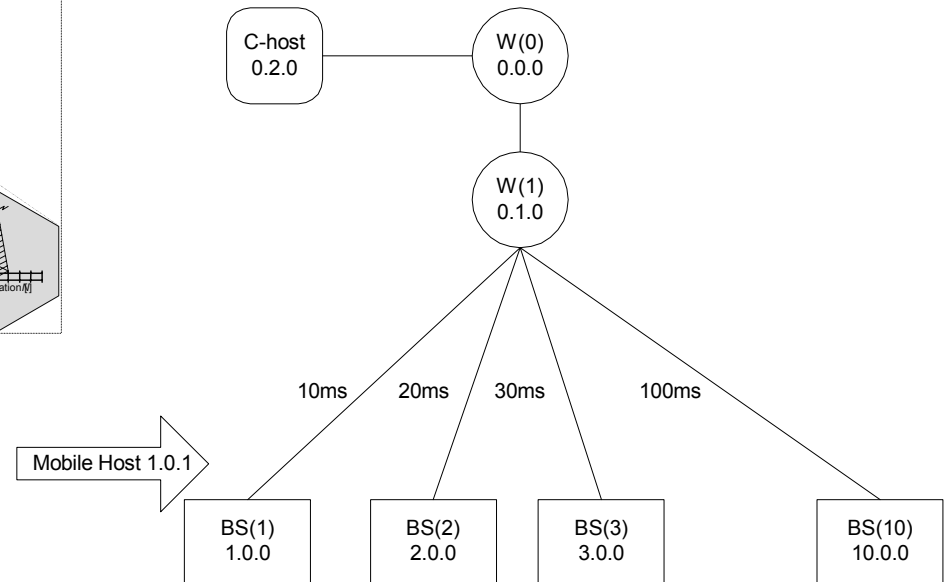 C-host
0.2.0
W(0)
0.0.0
W(1)
0.1.0
10ms
20ms
30ms
100ms
Mobile Host 1.0.1
BS(1)
1.0.0
BS(2)
2.0.0
BS(3)
3.0.0
BS(10)
10.0.0